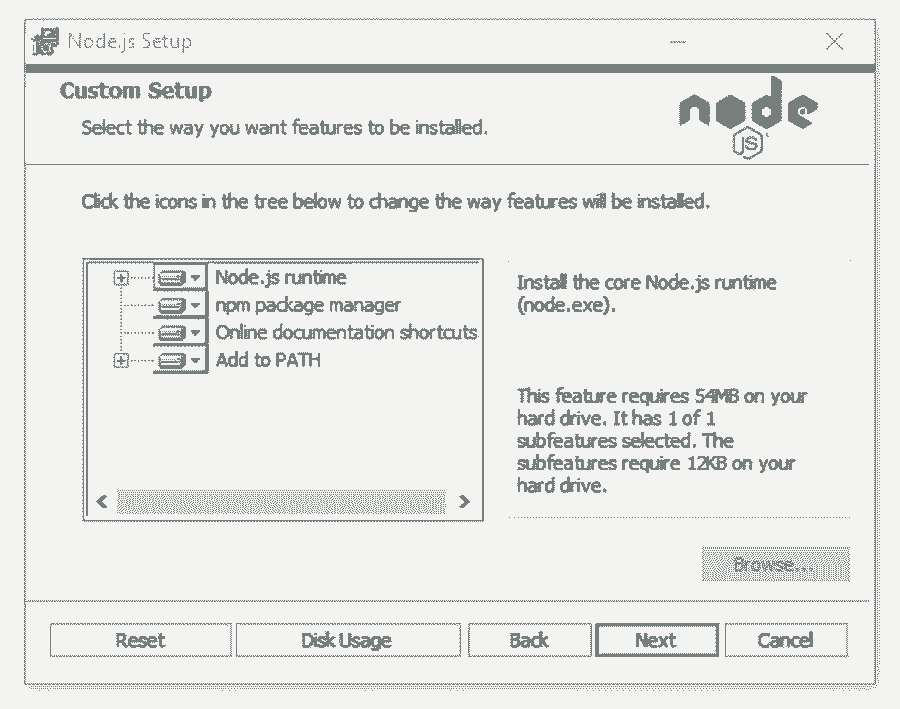 Node.js Setup
Custom Setup
Select the way you want features to be installed.
node
JS
Click the icons in the tree below to change the way features will be installed.
Node.js runtime
npm package manager
Online documentation shortcuts
Add to PATH
Install the core Node.js runtime
(node.exe).
This feature requires 54MB on your
hard drive. It has 1 of 1
subfeatures selected. The
subfeatures require 12KB on your
hard drive.
Browse...
Reset
Disk Usage
Back
Next
Cancel